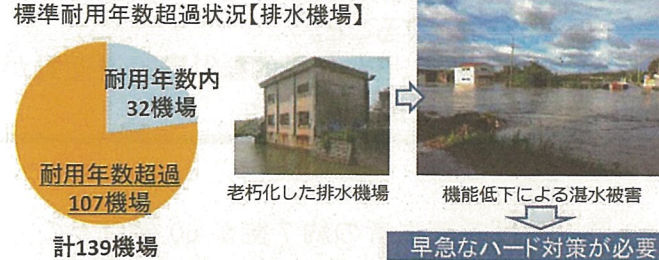 標準耐用年数超過状況【排水機場】
耐用年数内
32機場
耐用年数超過
107機場
計139機場
老朽化した排水機場
機能低下による湛水被害
早急なハード対策が必要